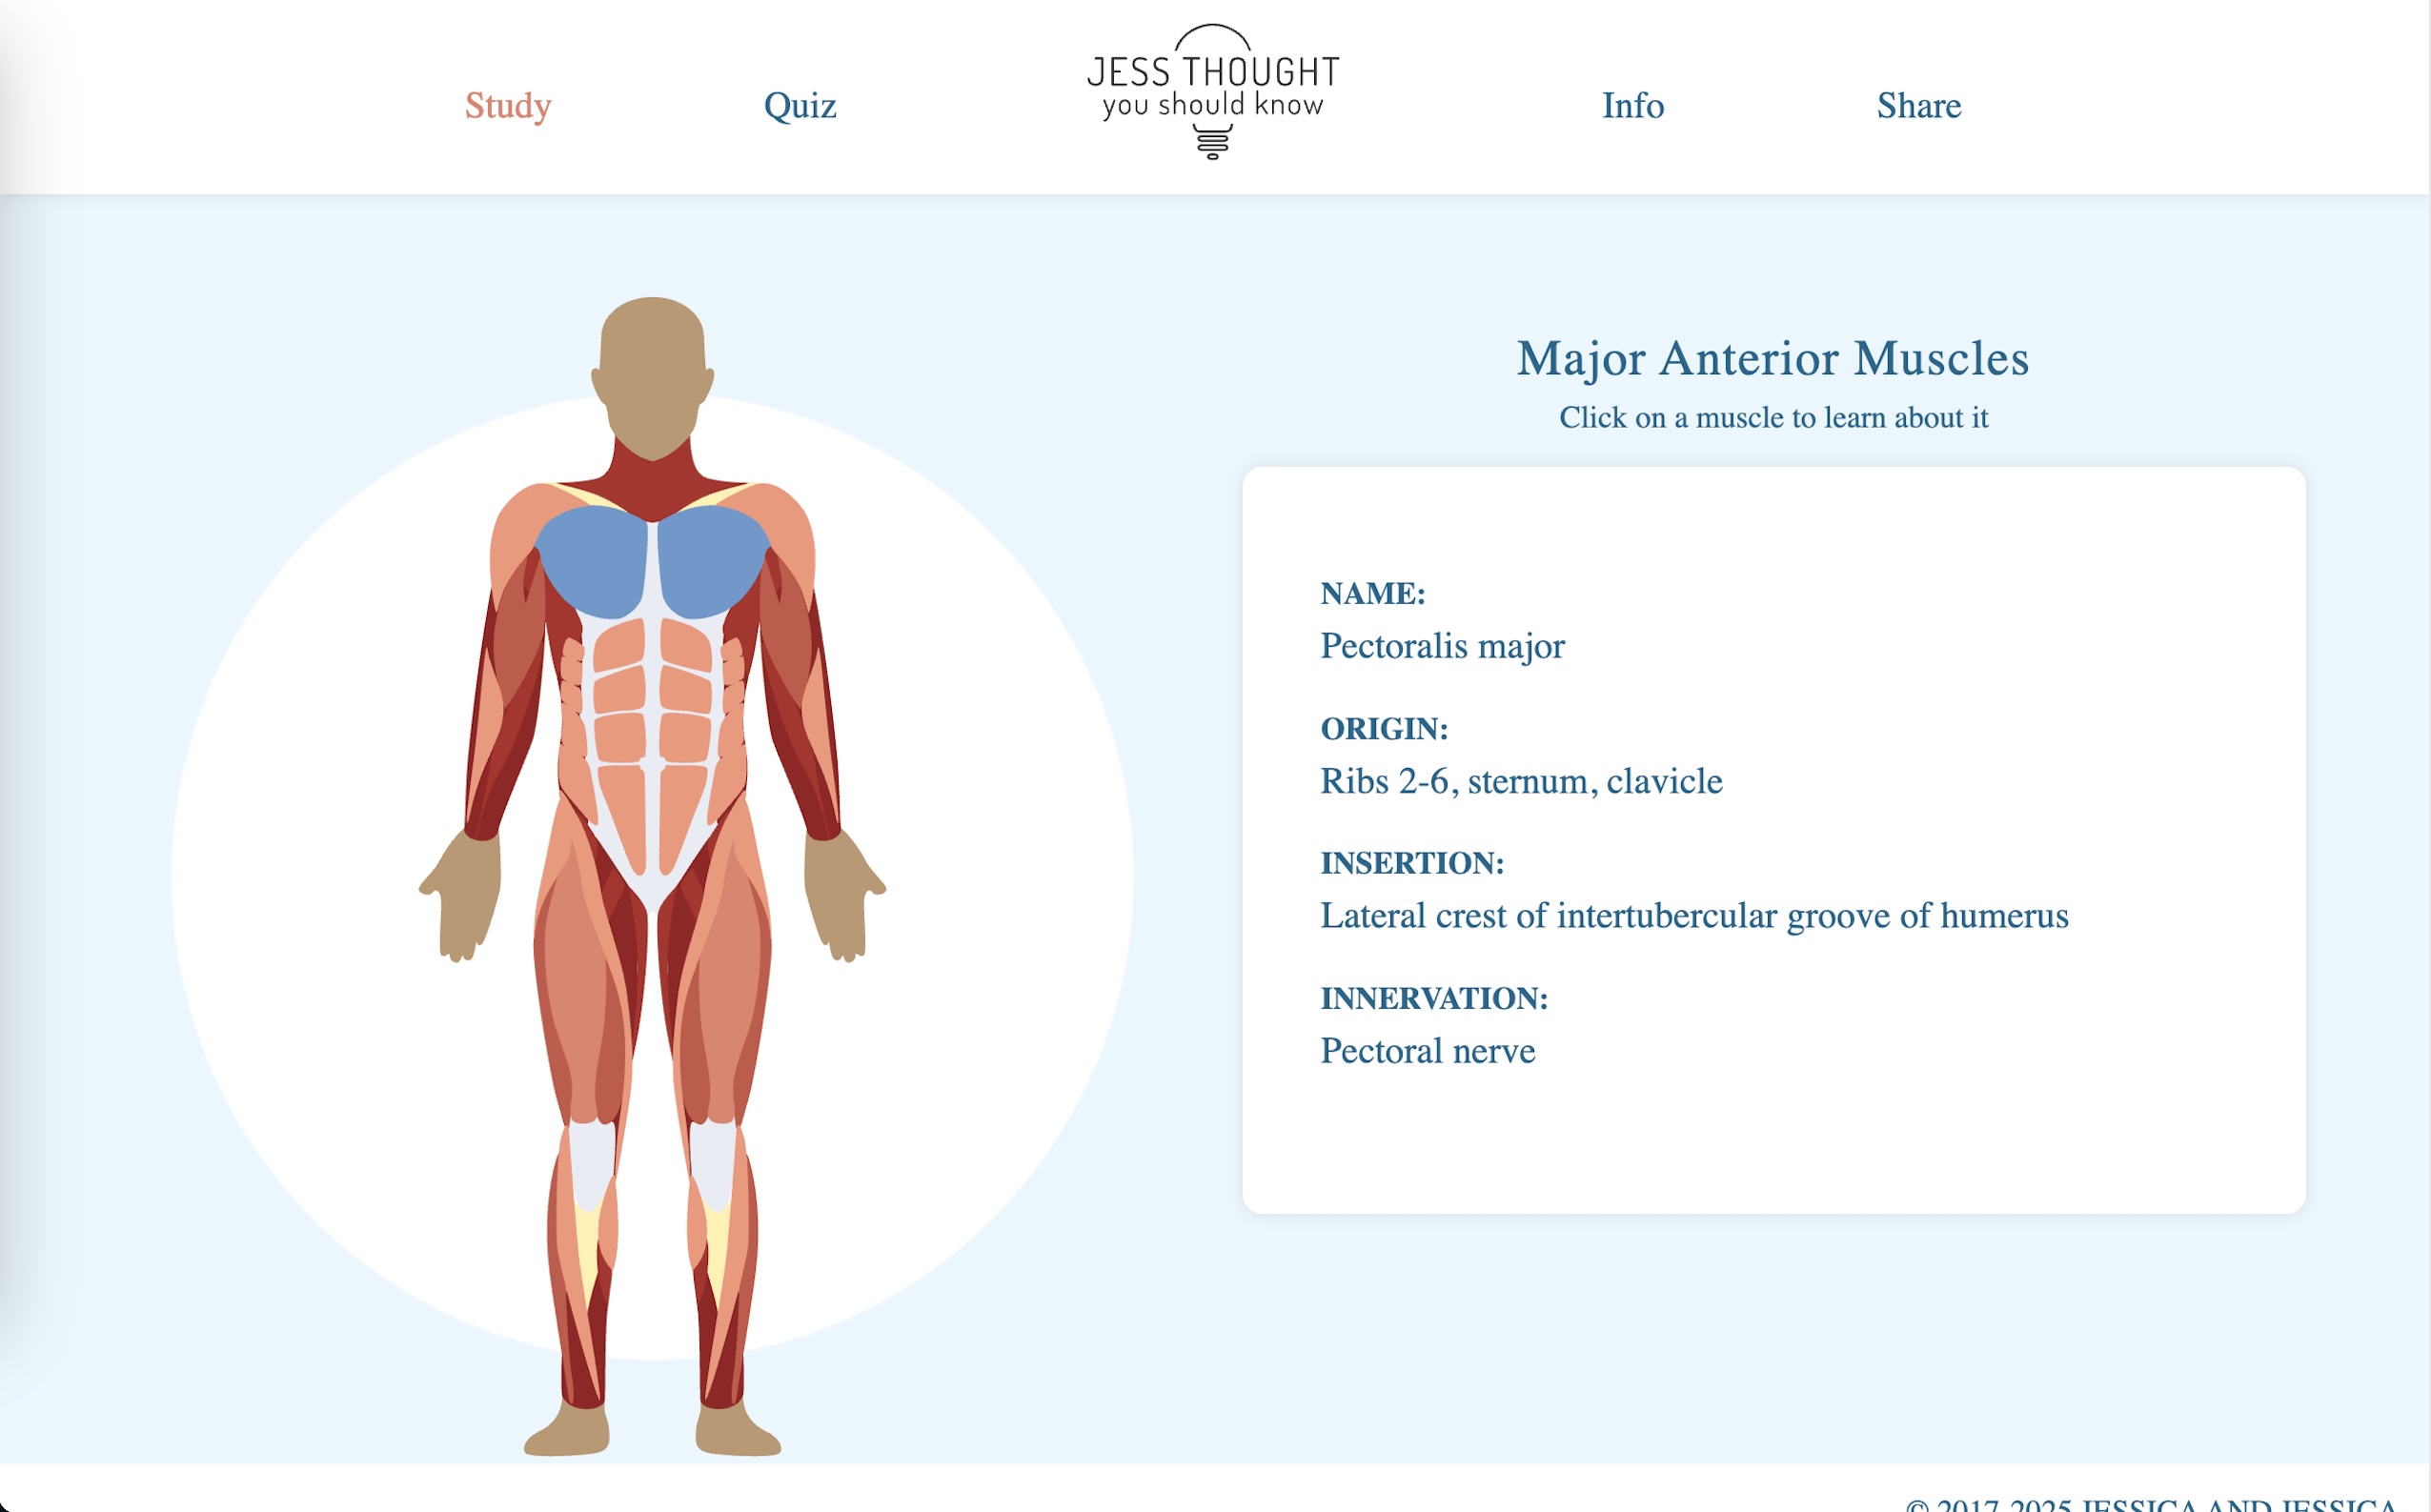 Study
Quiz
JESS THOUGHT
you should know
Info
Share
Major Anterior Muscles
Click on a muscle to learn about it
NAME:
Pectoralis major
ORIGIN:
Ribs 2-6, sternum, clavicle
INSERTION:
Lateral crest of intertubercular groove of humerus
INNERVATION:
Pectoral nerve
© 2017-2025 JESSICA AND JESSICA